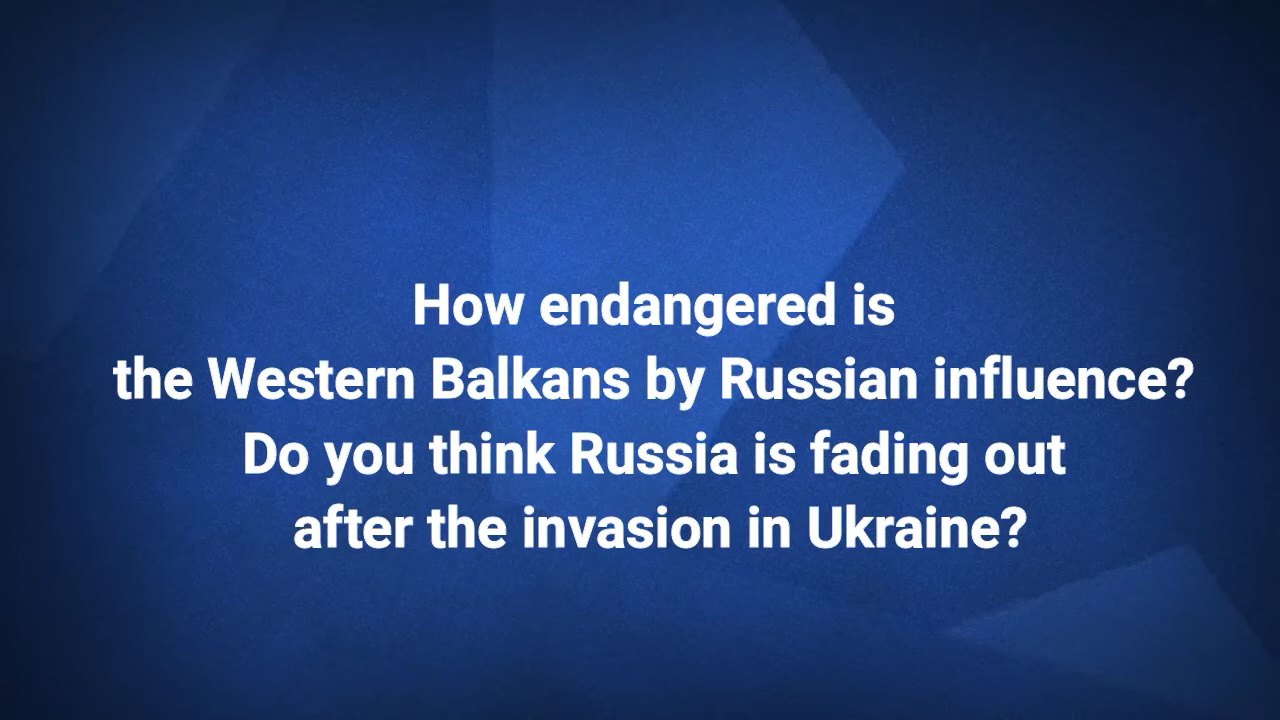 How endangered is
the Western Balkans by Russian influence?
Do you think Russia is fading out
after the invasion in Ukraine?